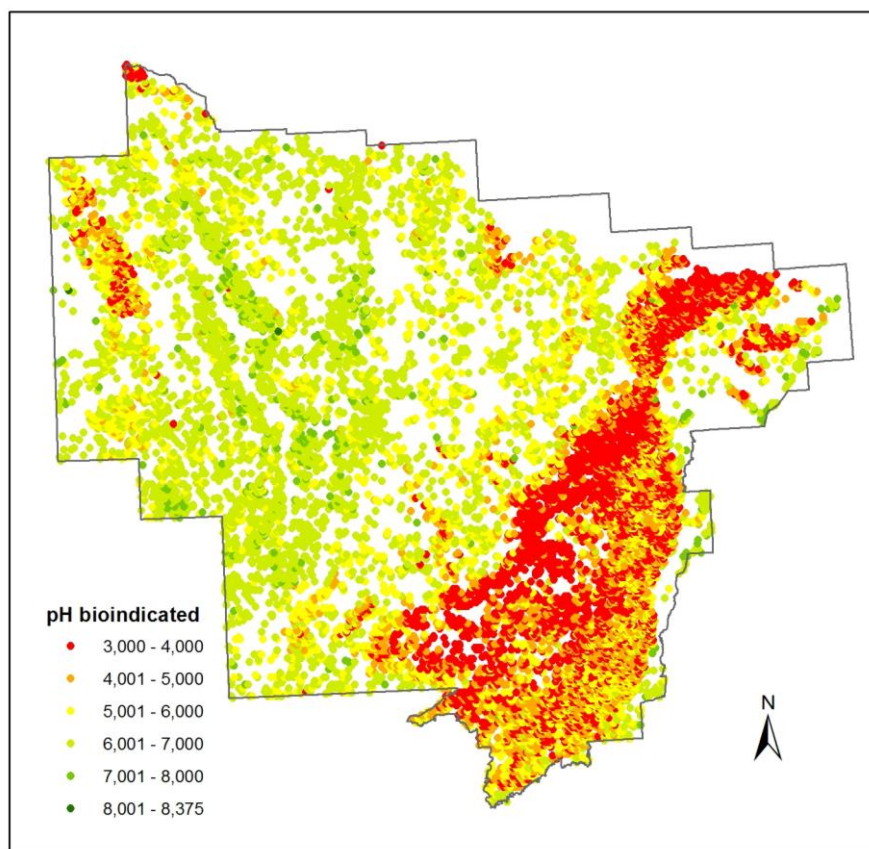 N
pH bioindicated
3,000 - 4,000
4,001 - 5,000
5,001 - 6,000
6,001 - 7,000
7,001 - 8,000
8,001 - 8,375